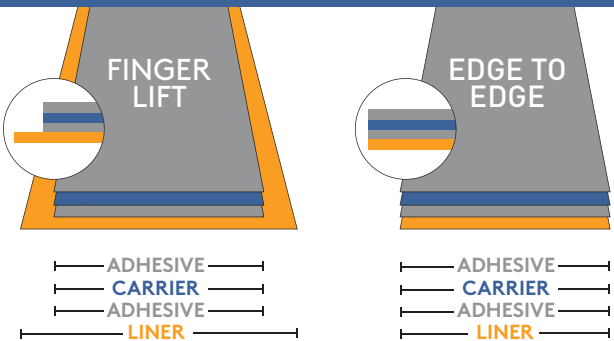 FINGER
LIFT
EDGE TO
EDGE
ADHESIVE
CARRIER
ADHESIVE
LINER
ADHESIVE
CARRIER
ADHESIVE
LINER